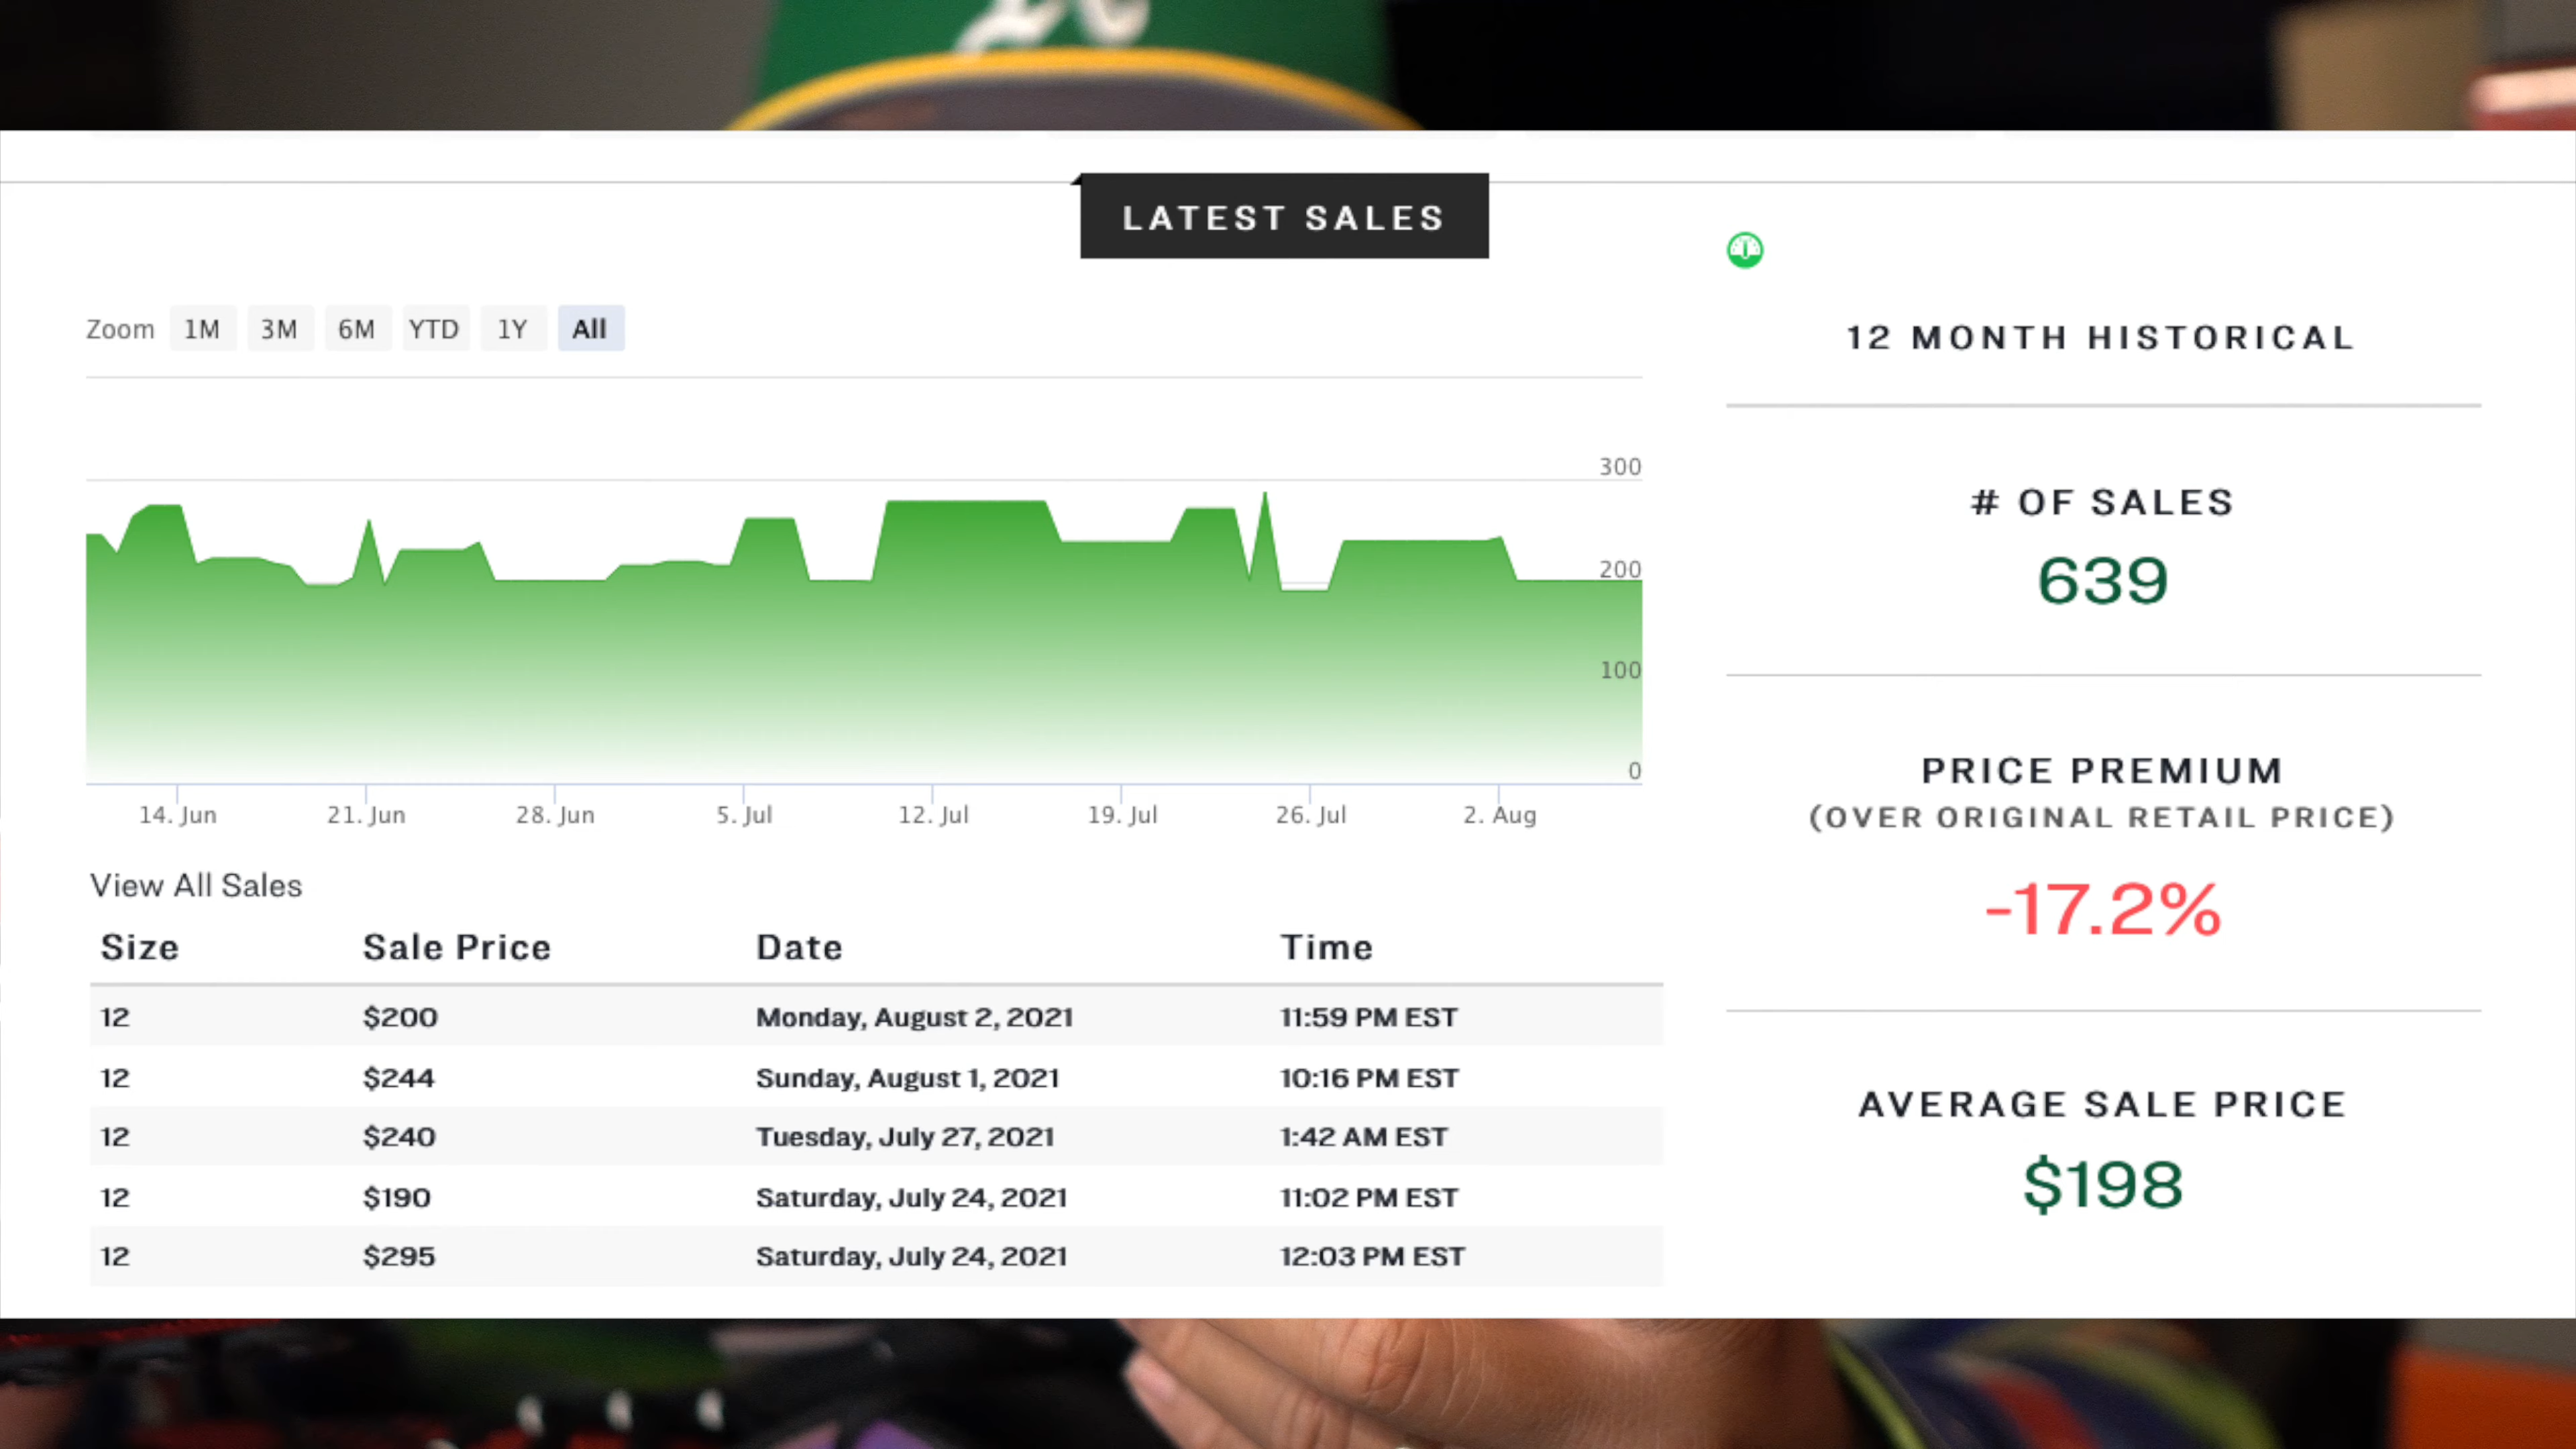 LATEST SALES
Zoom 1M 3M 6M YTD 1Y All
300
200
100
0
14. Jun 21. Jun 28. Jun 5. Jul 12. Jul 19. Jul 26. Jul 2. Aug
View All Sales
Size Sale Price Date Time
12 $200 Monday, August 2, 2021 11:59 PM EST
12 $244 Sunday, August 1, 2021 10:16 PM EST
12 $240 Tuesday, July 27, 2021 1:42 AM EST
12 $190 Saturday, July 24, 2021 11:02 PM EST
12 $295 Saturday, July 24, 2021 12:03 PM EST
12 MONTH HISTORICAL
# OF SALES
639
PRICE PREMIUM
(OVER ORIGINAL RETAIL PRICE)
-17.2%
AVERAGE SALE PRICE
$198